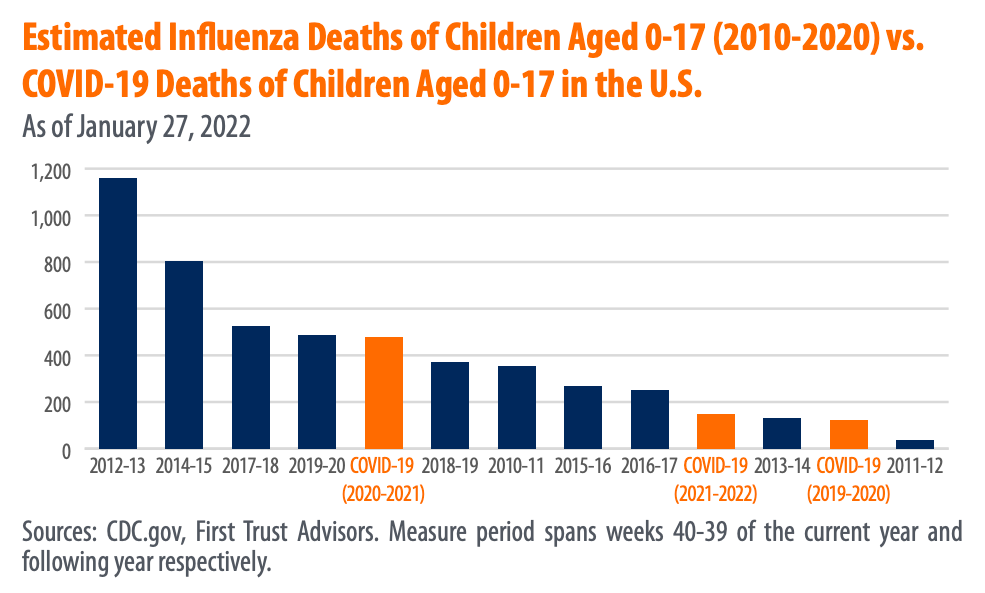 Estimated Influenza Deaths of Children Aged 0-17 (2010-2020) vs.
COVID-19 Deaths of Children Aged 0-17 in the U.S.
As of January 27, 2022
1,200
1,000
800
600
400
200
0
2012-13 2014-15 2017-18 2019-20 COVID-19 2018-19 2010-11 2015-16 2016-17 COVID-19 2013-14 COVID-19 2011-12
(2020-2021) (2021-2022) (2019-2020)
Sources: CDC.gov, First Trust Advisors. Measure period spans weeks 40-39 of the current year and
following year respectively.